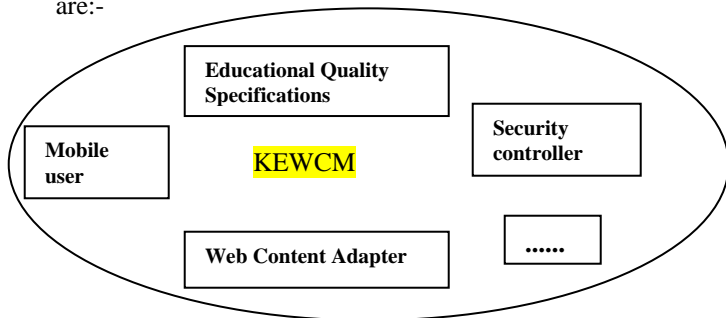 are:-
Educational Quality
Specifications
Security
controller
Mobile
user
KEWCM
Web Content Adapter
......